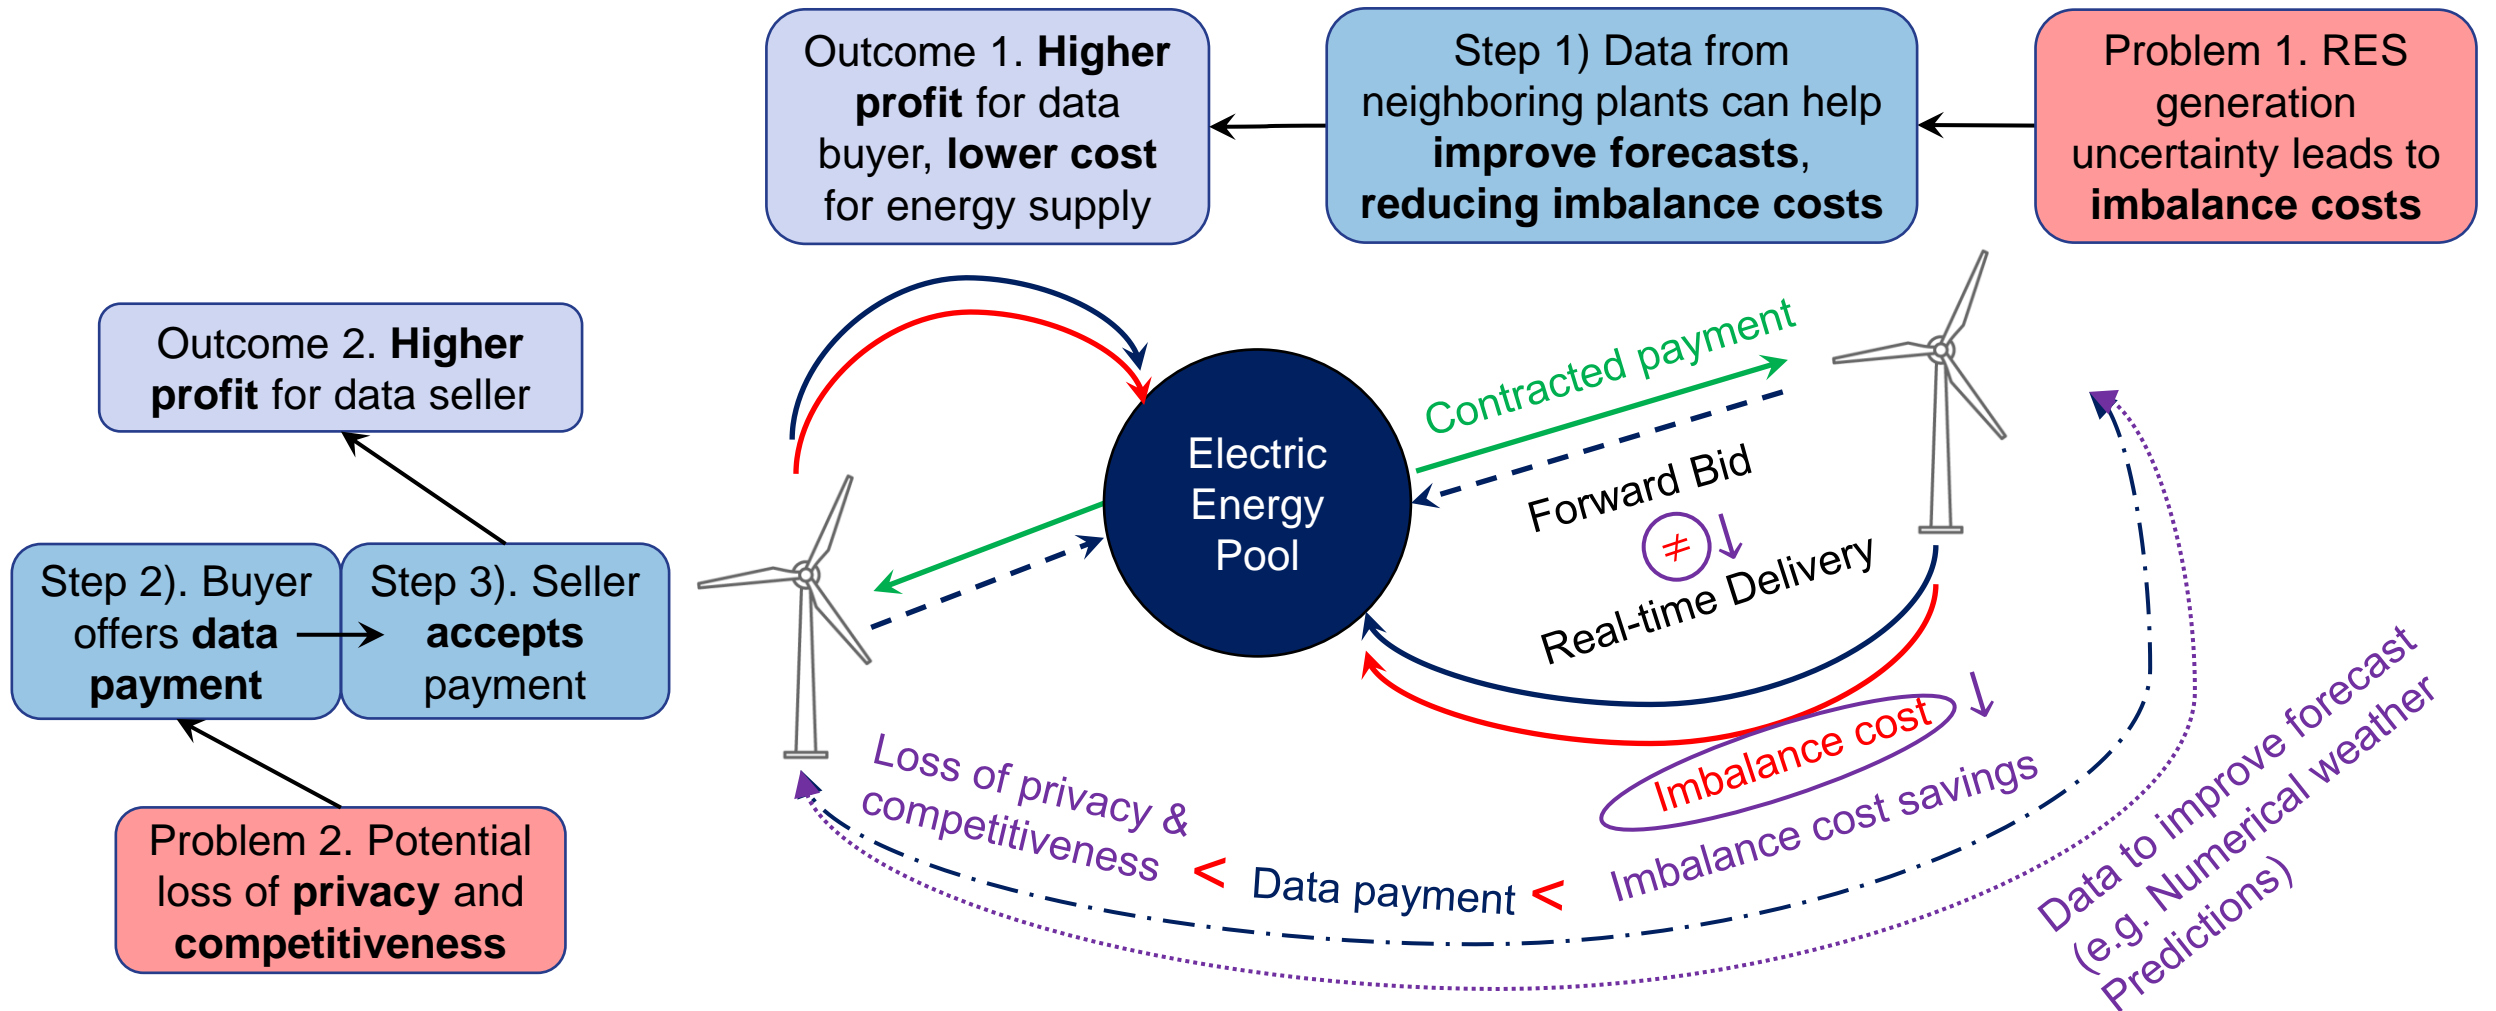 Outcome 1. Higher
profit for data
buyer, lower cost
for energy supply
Step 1) Data from
neighboring plants can help
improve forecasts,
reducing imbalance costs
Problem 1. RES
generation
uncertainty leads to
imbalance costs
Outcome 2. Higher
profit for data seller
Step 2). Buyer
offers data
payment
Step 3). Seller
accepts
payment
Problem 2. Potential
loss of privacy and
competitiveness
Electric
Energy
Pool
Contracted payment
Forward Bid
≠
Real-time Delivery
Imbalance cost
Imbalance cost savings
Loss of privacy &
competitiveness
< Data payment <
Data to improve forecast
(e.g. Numerical weather
Predictions)